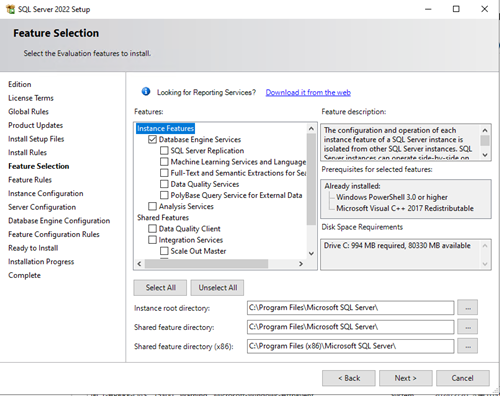 SQL Server 2022 Setup
Feature Selection
Select the Evaluation features to install.
Edition
License Terms
Global Rules
Product Updates
Install Setup Files
Install Rules
Feature Selection
Feature Rules
Instance Configuration
Server Configuration
Database Engine Configuration
Feature Configuration Rules
Ready to Install
Installation Progress
Complete
Looking for Reporting Services? Download it from the web
Features:
Instance Features
Database Engine Services
SQL Server Replication
Machine Learning Services and Language
Full-Text and Semantic Extractions for Sea
Data Quality Services
PolyBase Query Service for External Data
Analysis Services
Shared Features
Data Quality Client
Integration Services
Scale Out Master
Feature description:
The configuration and operation of each
instance feature of a SQL Server instance is
isolated from other SQL Server instances. SQL
Server instances can operate side-by-side on
Prerequisites for selected features:
Already installed:
Windows PowerShell 3.0 or higher
Microsoft Visual C++ 2017 Redistributable
Disk Space Requirements
Drive C: 994 MB required, 80330 MB available
Select All
Unselect All
Instance root directory:
C:\Program Files\Microsoft SQL Server\
...
Shared feature directory:
C:\Program Files\Microsoft SQL Server\
...
Shared feature directory (x86):
C:\Program Files (x86)\Microsoft SQL Server\
...
< Back
Next >
Cancel